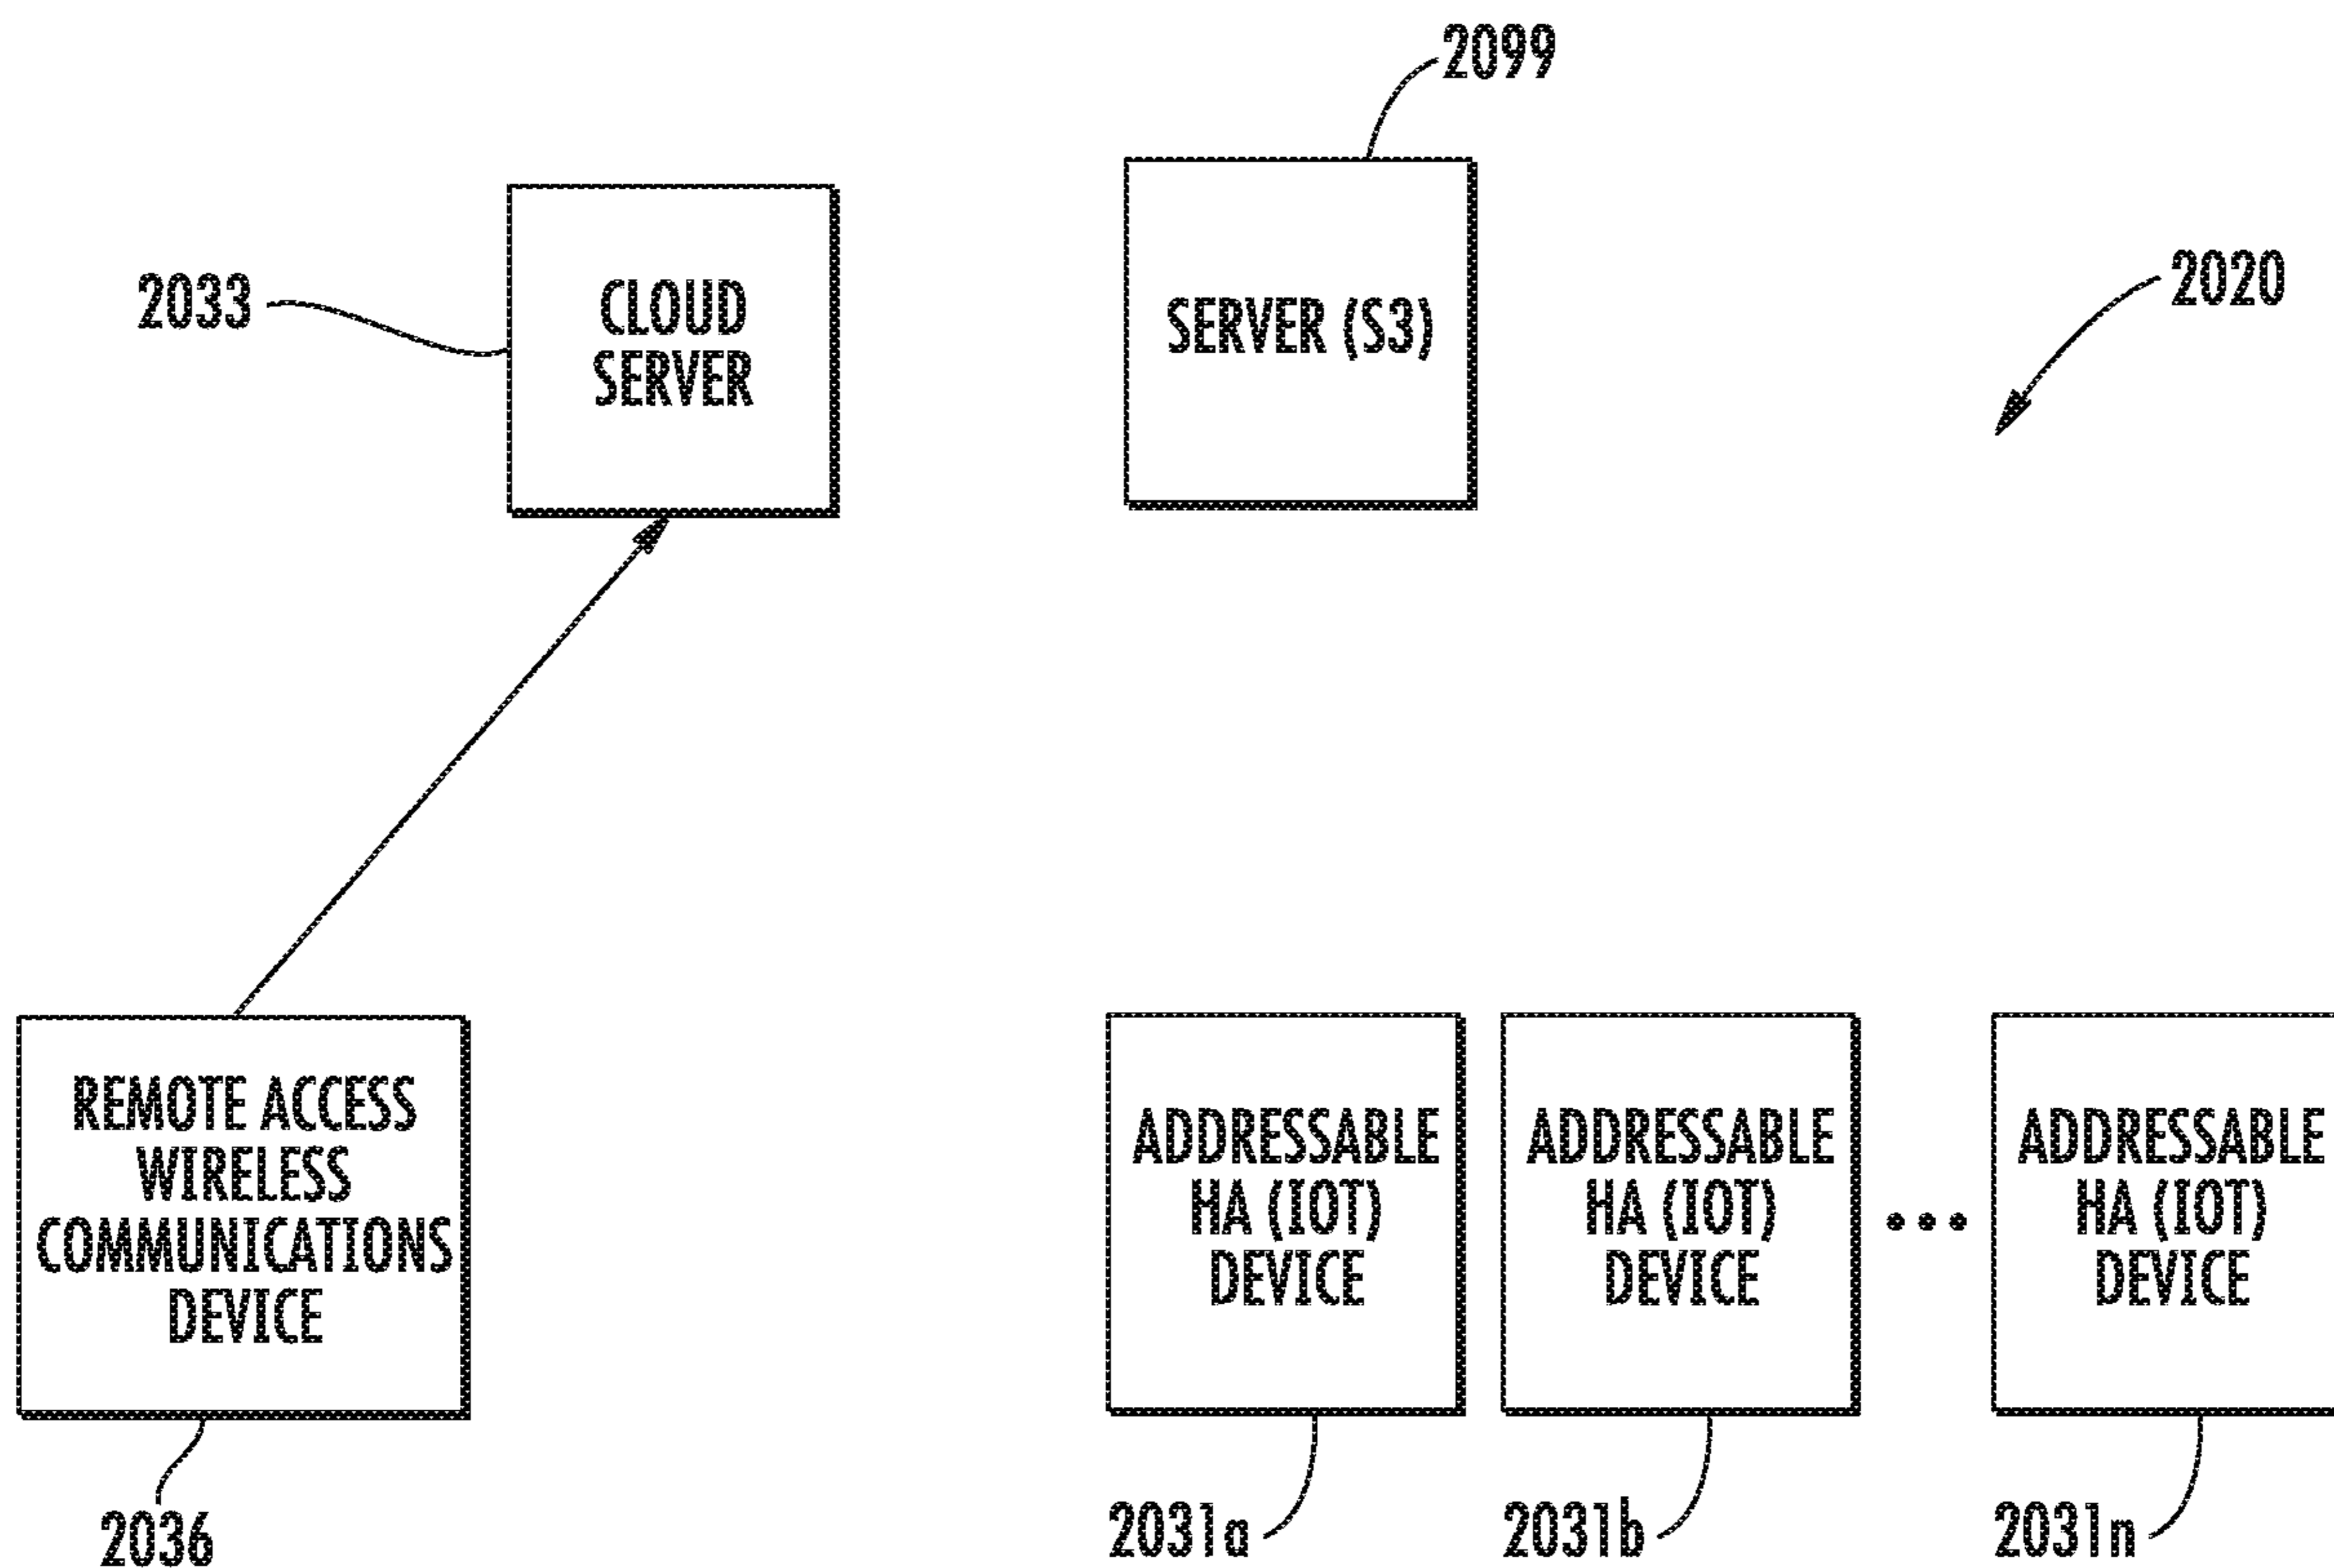 2099
2033
CLOUD
SERVER
SERVER (S3)
2020
REMOTE ACCESS
WIRELESS
COMMUNICATIONS
DEVICE
ADDRESSABLE
HA (IOT)
DEVICE
ADDRESSABLE
HA (IOT)
DEVICE
•••
ADDRESSABLE
HA (IOT)
DEVICE
2036
2031a
2031b
2031n